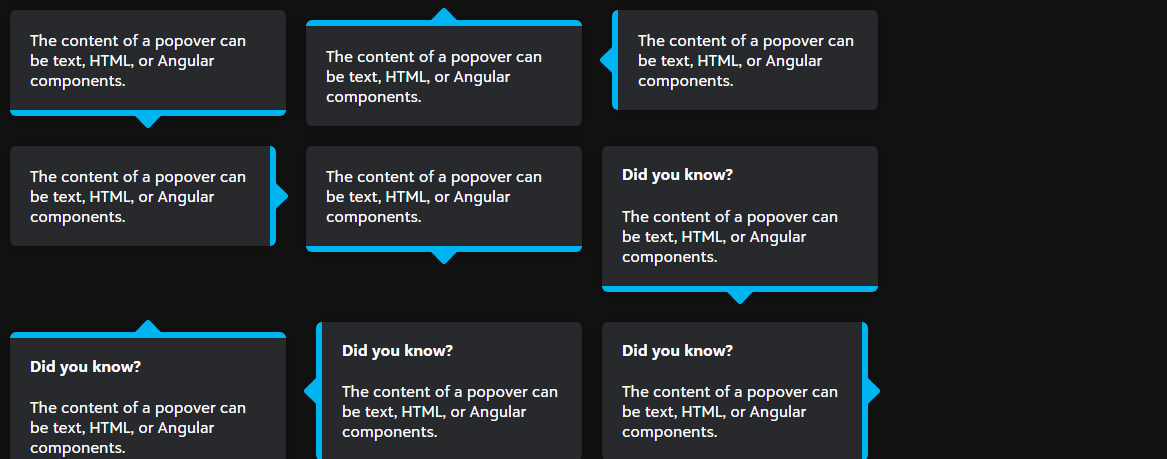 The content of a popover can
be text, HTML, or Angular
components.
The content of a popover can
be text, HTML, or Angular
components.
The content of a popover can
be text, HTML, or Angular
components.
The content of a popover can
be text, HTML, or Angular
components.
The content of a popover can
be text, HTML, or Angular
components.
Did you know?
The content of a popover can
be text, HTML, or Angular
components.
Did you know?
The content of a popover can
be text, HTML, or Angular
components.
Did you know?
The content of a popover can
be text, HTML, or Angular
components.
Did you know?
The content of a popover can
be text, HTML, or Angular
components.